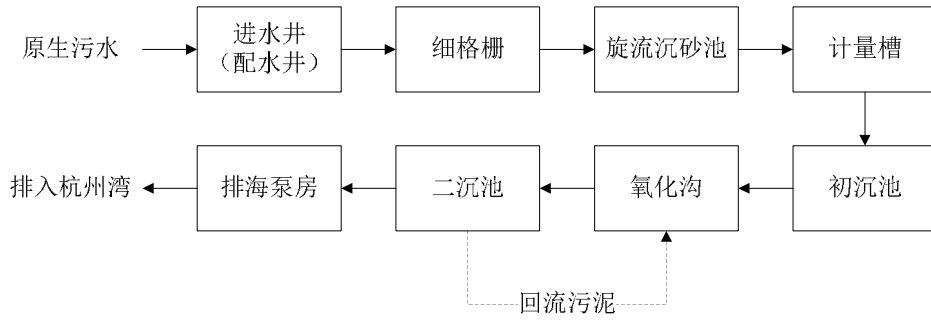 原生污水
进水井
（配水井）
细格栅
旋流沉砂池
计量槽
排入杭州湾
排海泵房
二沉池
氧化沟
初沉池
回流污泥